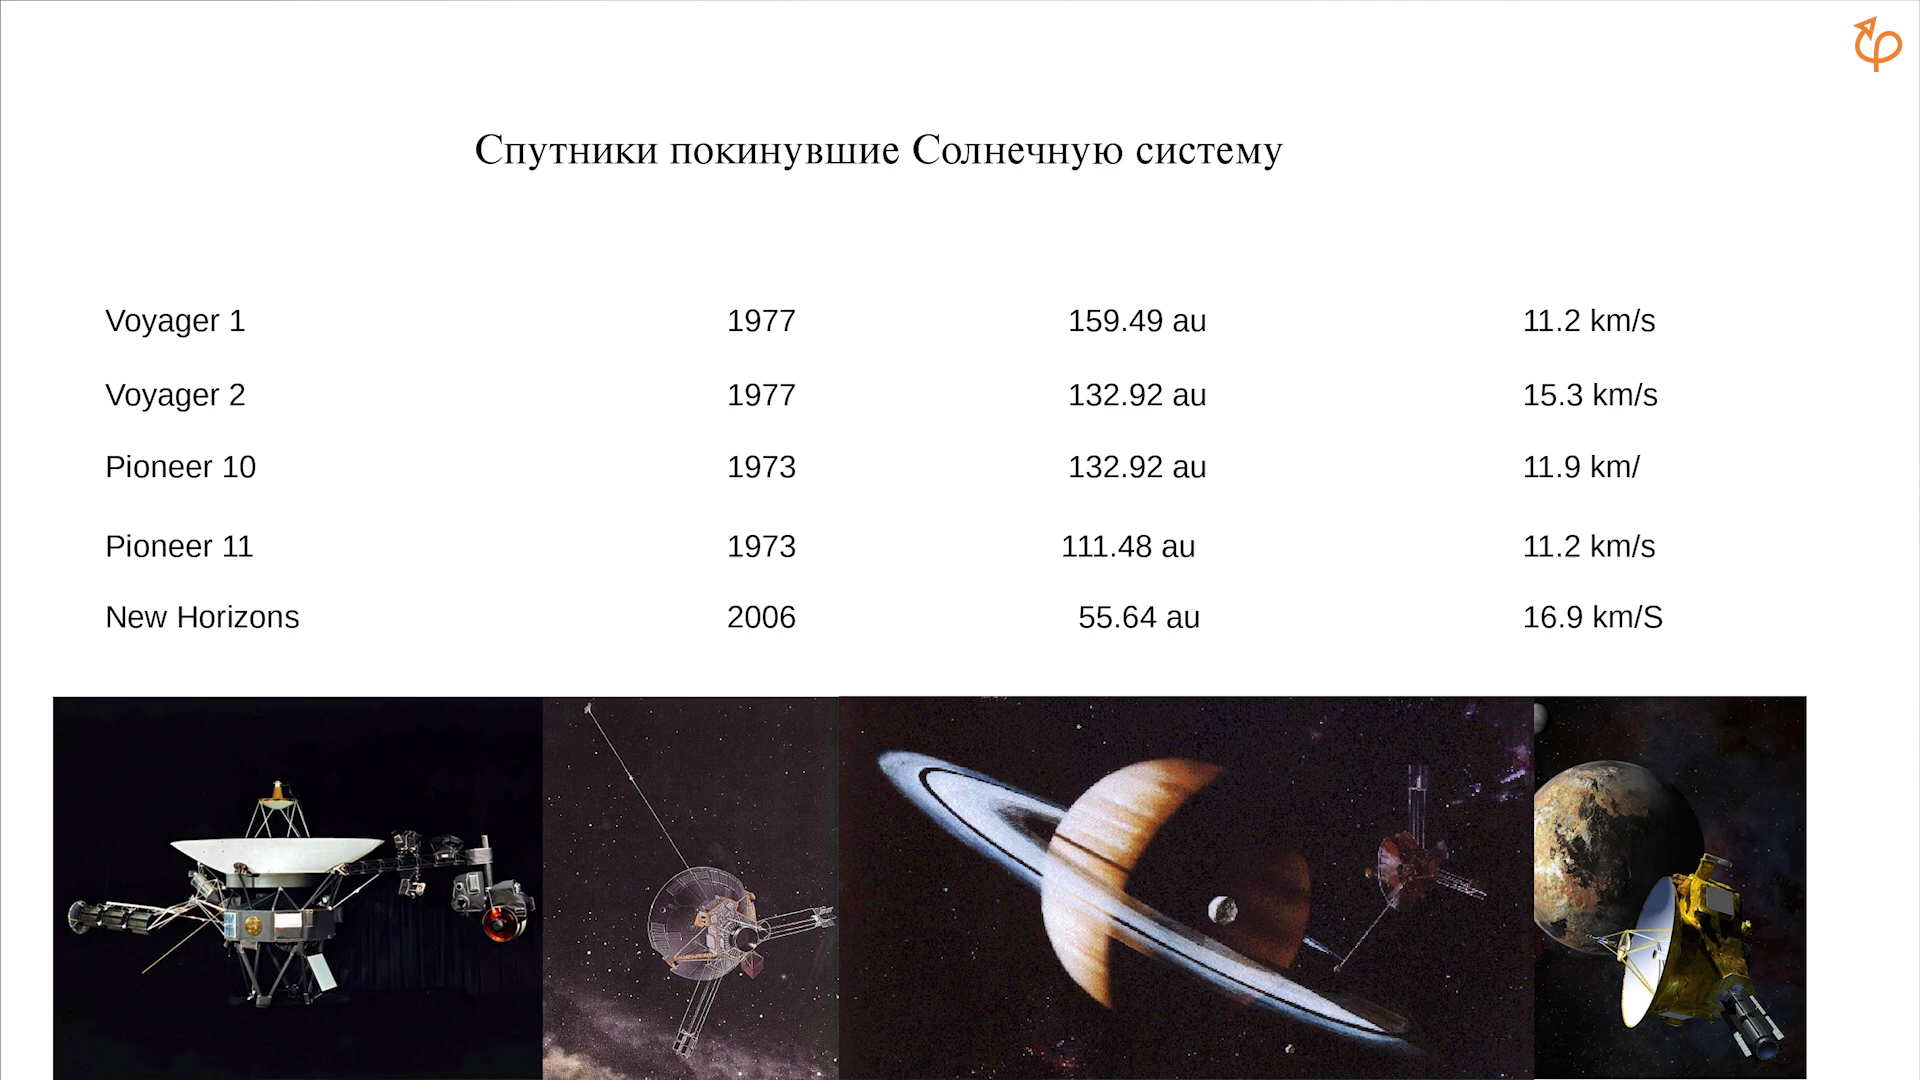 Спутники покинувшие Солнечную систему
Voyager 1 1977 159.49 au 11.2 km/s
Voyager 2 1977 132.92 au 15.3 km/s
Pioneer 10 1973 132.92 au 11.9 km/
Pioneer 11 1973 111.48 au 11.2 km/s
New Horizons 2006 55.64 au 16.9 km/S